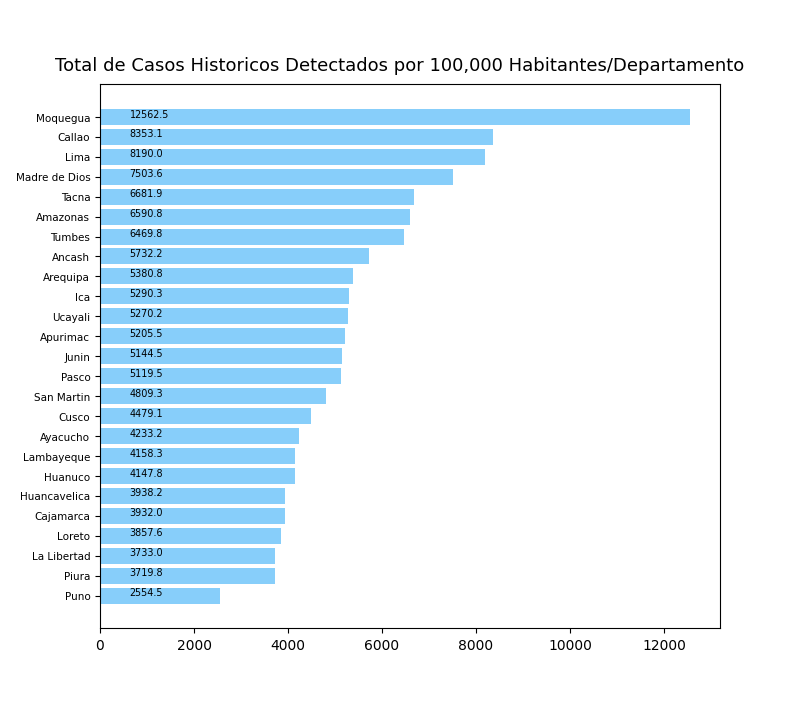 Total de Casos Historicos Detectados por 100,000 Habitantes/Departamento
Moquegua 12562.5
Callao 8353.1
Lima 8190.0
Madre de Dios 7503.6
Tacna 6681.9
Amazonas 6590.8
Tumbes 6469.8
Ancash 5732.2
Arequipa 5380.8
Ica 5290.3
Ucayali 5270.2
Apurimac 5205.5
Junin 5144.5
Pasco 5119.5
San Martin 4809.3
Cusco 4479.1
Ayacucho 4233.2
Lambayeque 4158.3
Huanuco 4147.8
Huancavelica 3938.2
Cajamarca 3932.0
Loreto 3857.6
La Libertad 3733.0
Piura 3719.8
Puno 2554.5
0 2000 4000 6000 8000 10000 12000